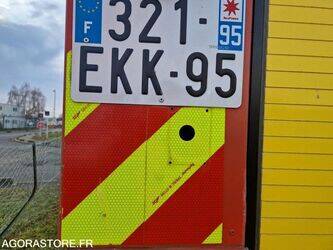 321-
F
95
EKK-95
AGORASTORE.FR